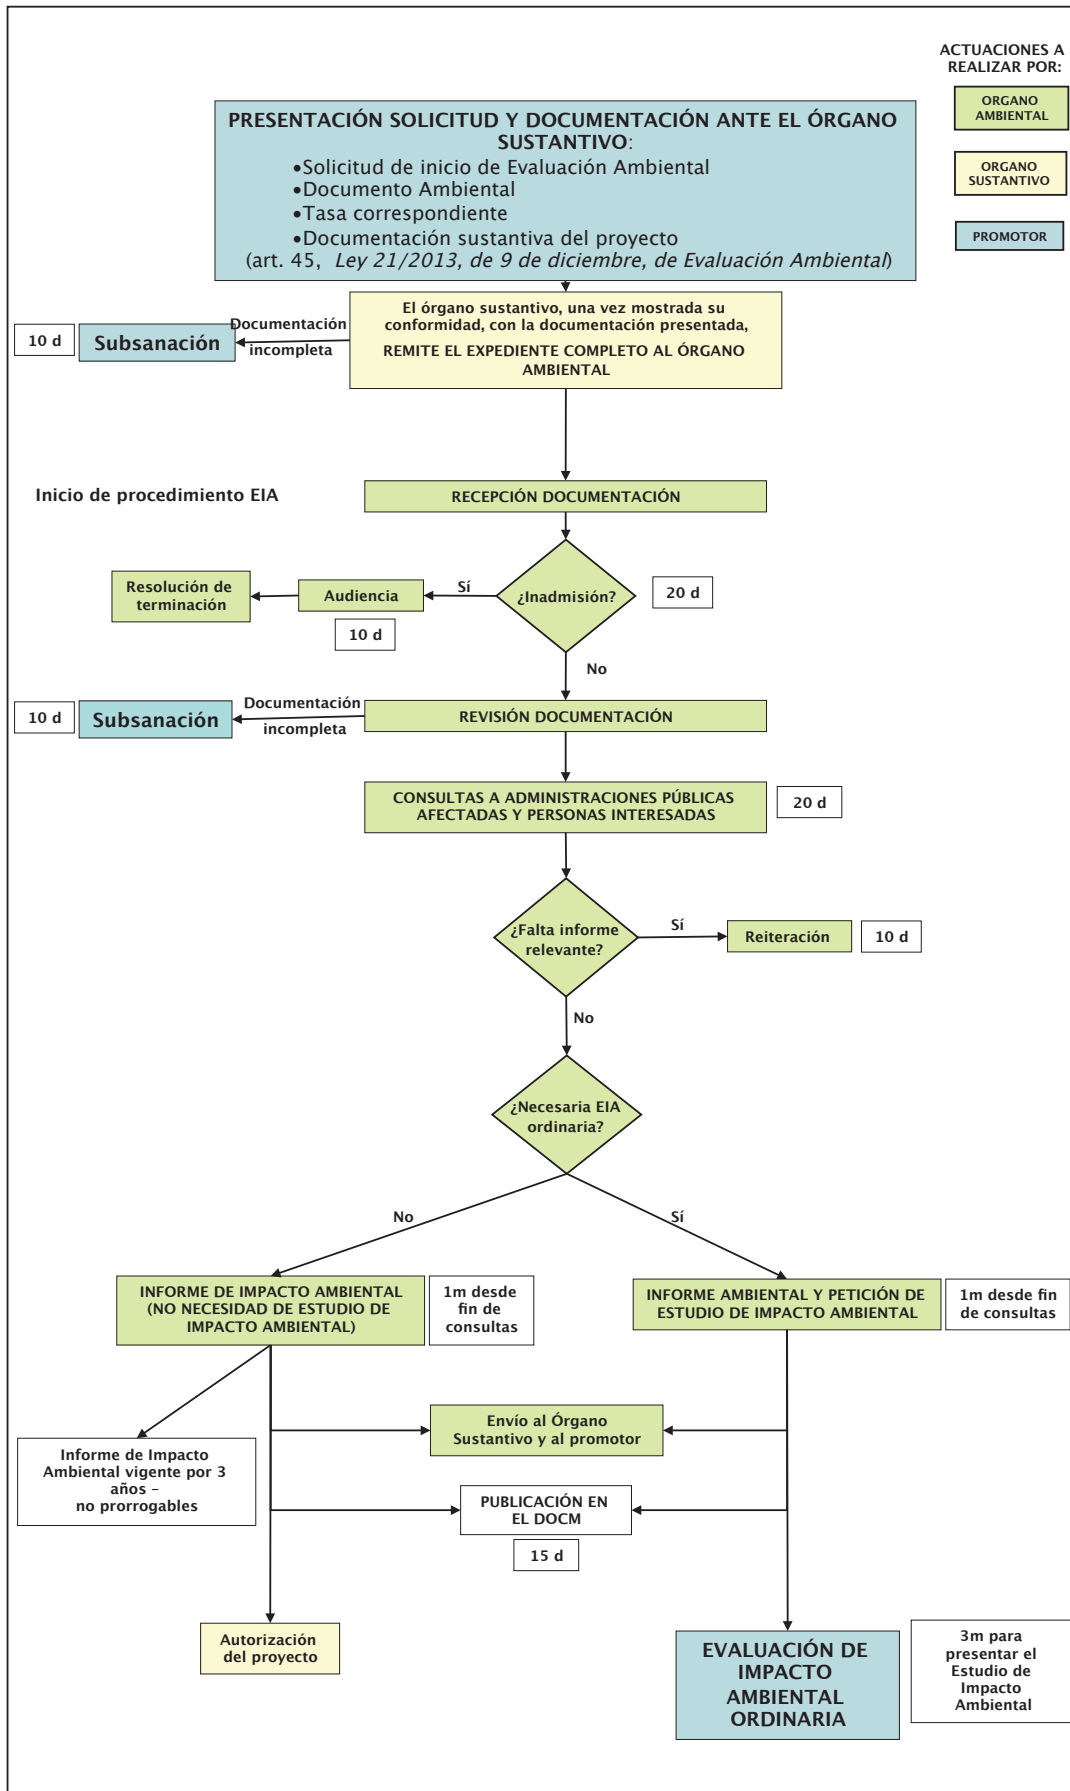 ACTUACIONES A
REALIZAR POR:
ORGANO
AMBIENTAL
ORGANO
SUSTANTIVO
PROMOTOR
PRESENTACIÓN SOLICITUD Y DOCUMENTACIÓN ANTE EL ÓRGANO
SUSTANTIVO:
•Solicitud de inicio de Evaluación Ambiental
•Documento Ambiental
•Tasa correspondiente
•Documentación sustantiva del proyecto
(art. 45, Ley 21/2013, de 9 de diciembre, de Evaluación Ambiental)
El órgano sustantivo, una vez mostrada su
conformidad, con la documentación presentada,
REMITE EL EXPEDIENTE COMPLETO AL ÓRGANO
AMBIENTAL
Documentación
incompleta
Subsanación
10 d
Inicio de procedimiento EIA
RECEPCIÓN DOCUMENTACIÓN
¿Inadmisión?
20 d
Sí
Audiencia
10 d
Resolución de
terminación
No
REVISIÓN DOCUMENTACIÓN
Documentación
incompleta
Subsanación
10 d
CONSULTAS A ADMINISTRACIONES PÚBLICAS
AFECTADAS Y PERSONAS INTERESADAS
20 d
¿Falta informe
relevante?
Sí
Reiteración
10 d
No
¿Necesaria EIA
ordinaria?
No
Sí
INFORME DE IMPACTO AMBIENTAL
(NO NECESIDAD DE ESTUDIO DE
IMPACTO AMBIENTAL)
1m desde
fin de
consultas
INFORME AMBIENTAL Y PETICIÓN DE
ESTUDIO DE IMPACTO AMBIENTAL
1m desde fin
de consultas
Envío al Órgano
Sustantivo y al promotor
Informe de Impacto
Ambiental vigente por 3
años –
no prorrogables
PUBLICACIÓN EN
EL DOCM
15 d
Autorización
del proyecto
EVALUACIÓN DE
IMPACTO
AMBIENTAL
ORDINARIA
3m para
presentar el
Estudio de
Impacto
Ambiental